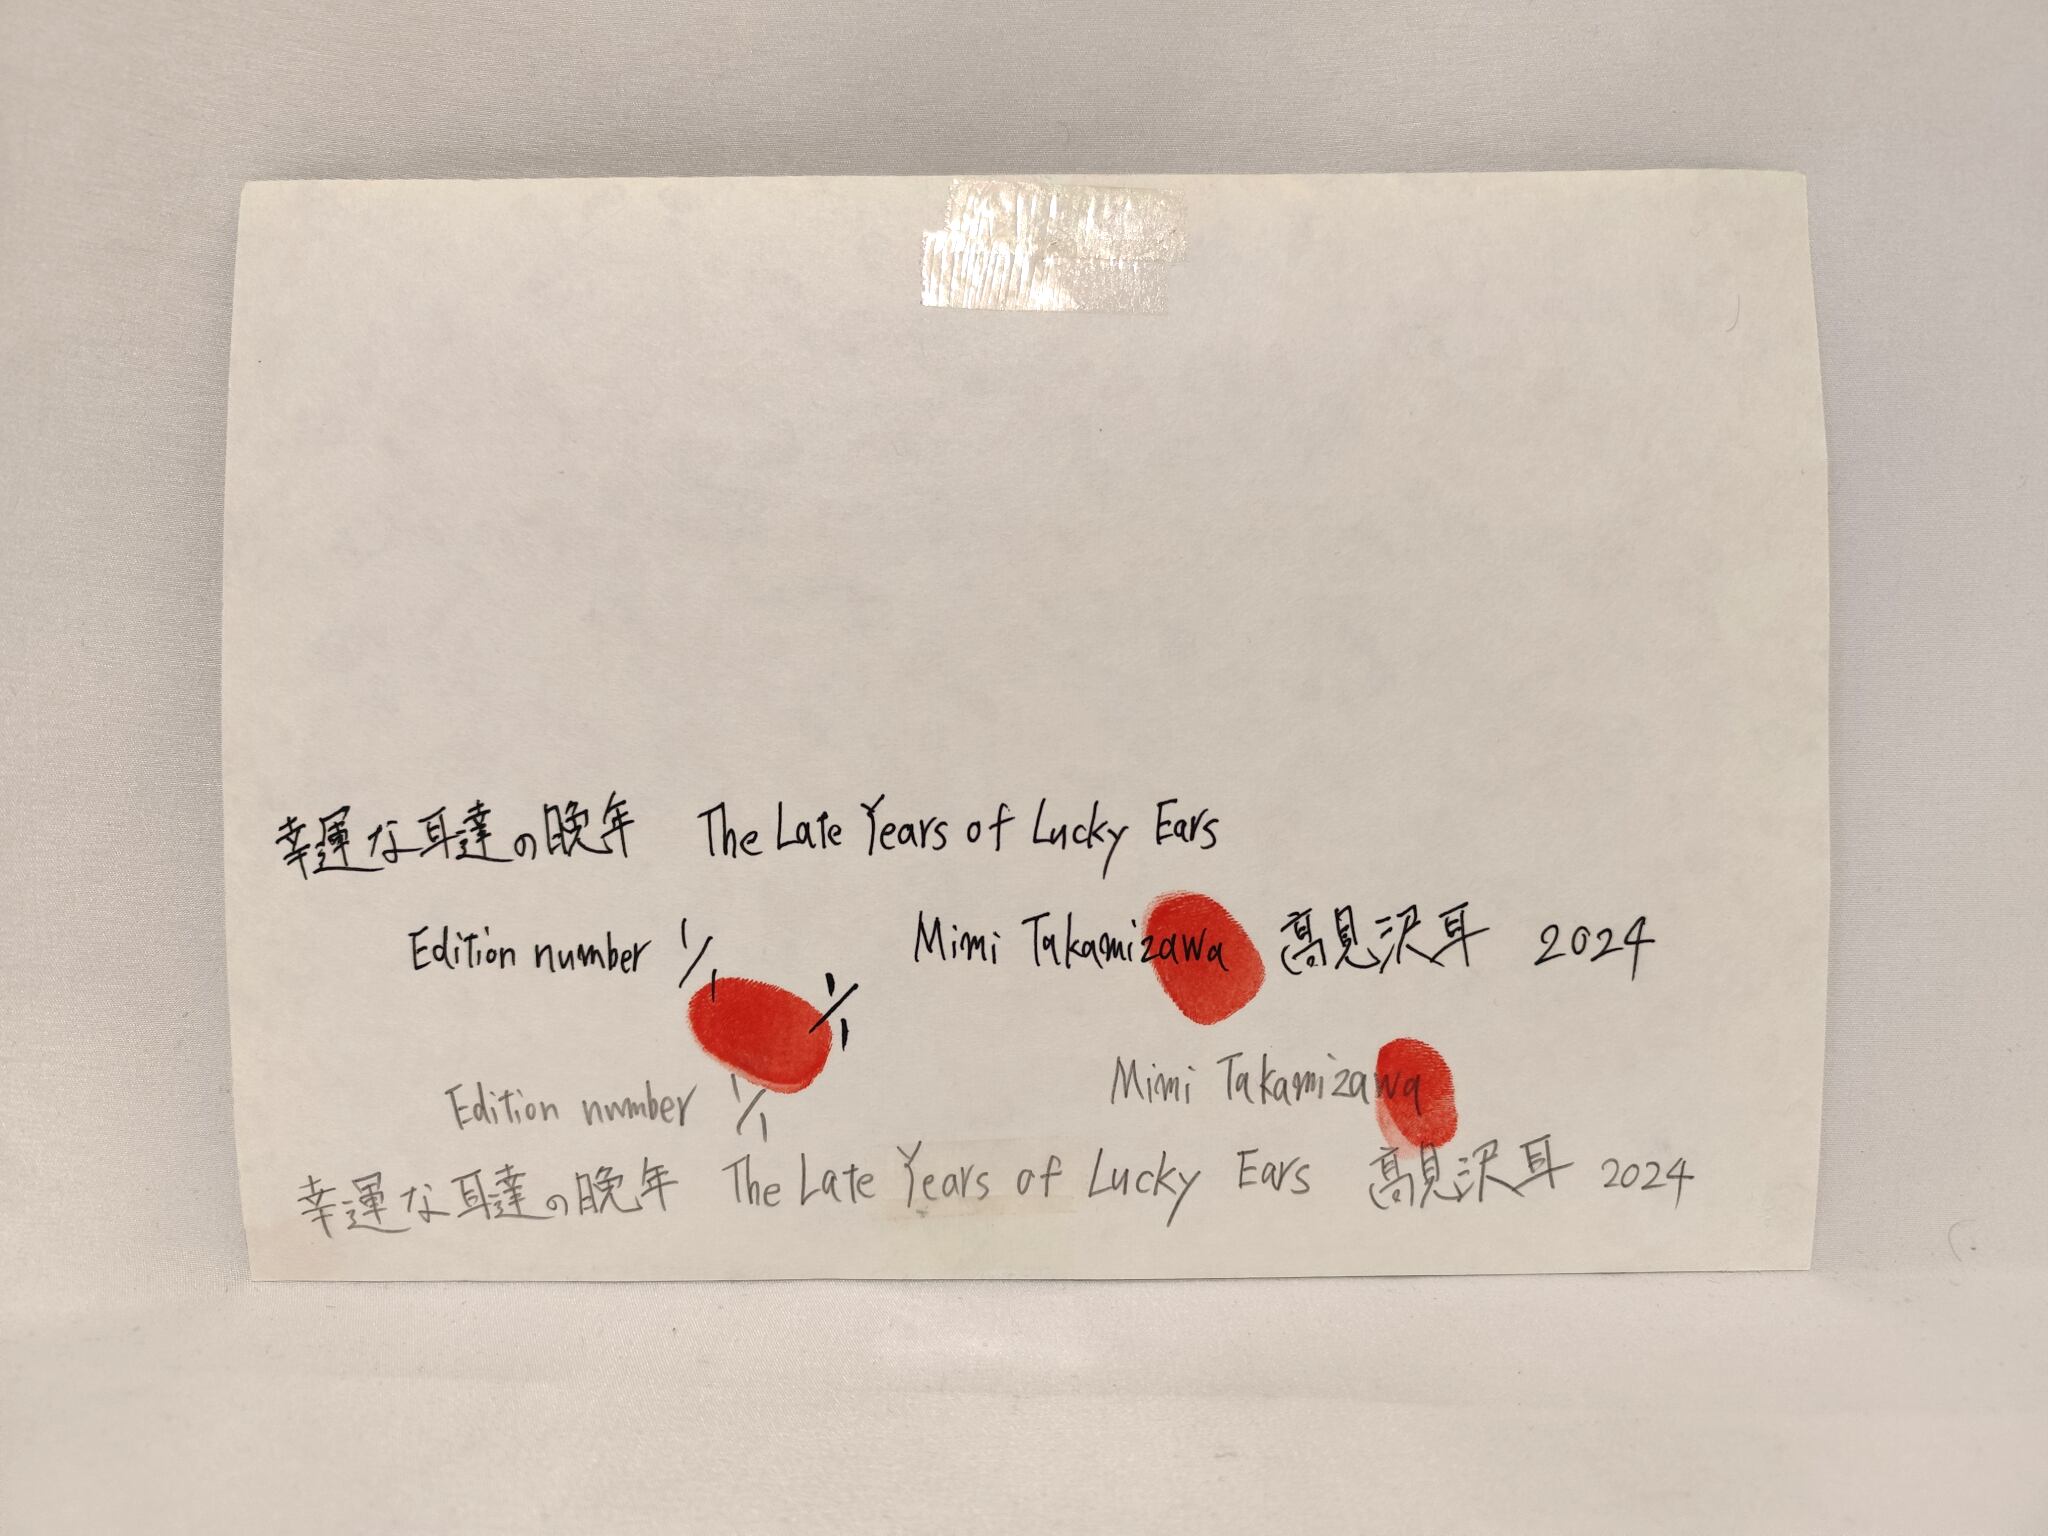 幸運な耳達の晩年 The Late Years of Lucky Ears
Edition number 1/1 Mimi Takamizawa 高見沢耳 2024
1/1
Edition number 1/1 Mimi Takamizawa
幸運な耳達の晩年 The Late Years of Lucky Ears 高見沢耳 2024